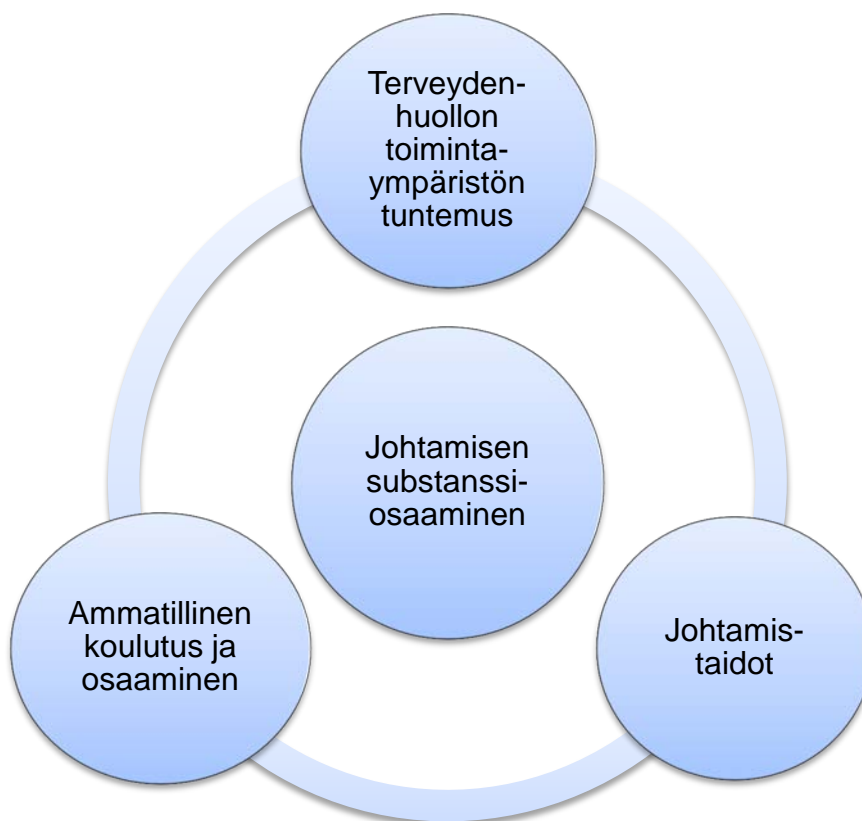 Terveyden-
huollon
toiminta-
ympäristön
tuntemus
Johtamisen
substanssi-
osaaminen
Ammatillinen
koulutus ja
osaaminen
Johtamis-
taidot